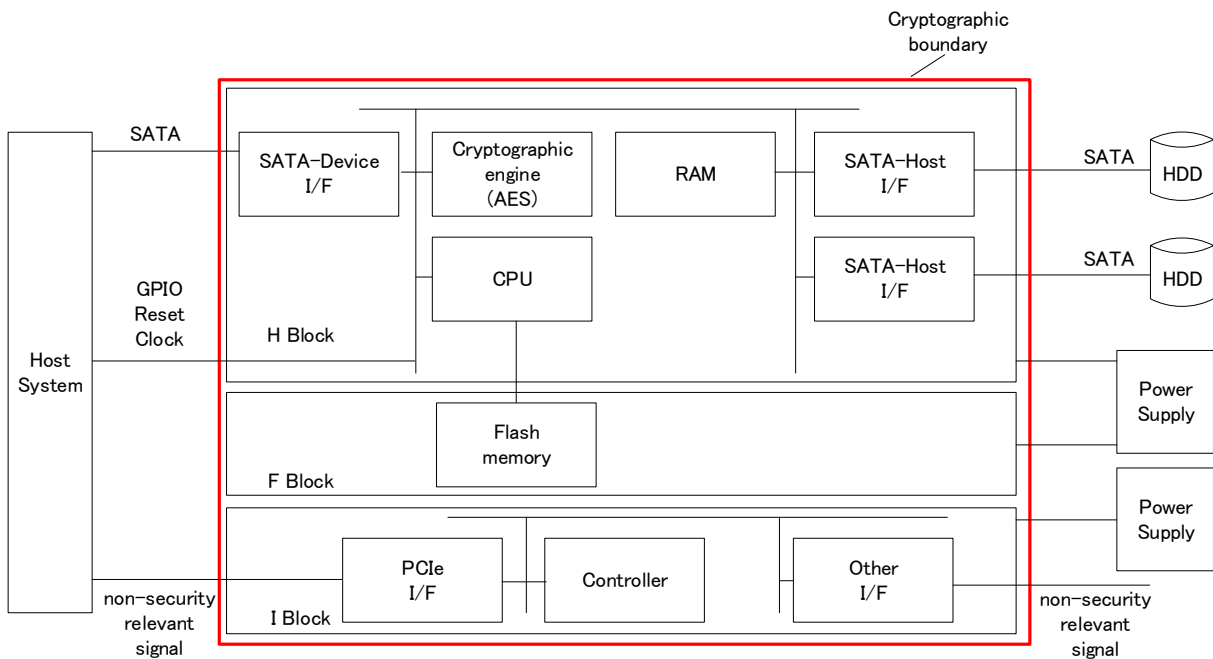 Cryptographic
boundary
SATA
SATA-Device
I/F
Cryptographic
engine
(AES)
RAM
SATA-Host
I/F
SATA
HDD
CPU
SATA-Host
I/F
SATA
HDD
GPIO
Reset
Clock
H Block
Host
System
Power
Supply
Flash
memory
F Block
Power
Supply
PCIe
I/F
Controller
Other
I/F
I Block
non-security
relevant
signal
non-security
relevant
signal